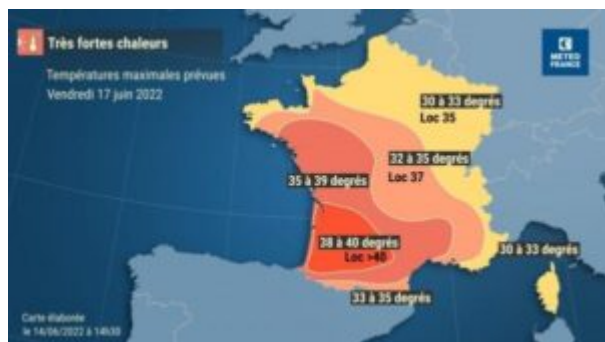 Très fortes chaleurs
METEO
FRANCE
Températures maximales prévues
Vendredi 17 juin 2022
30 à 33 degrés
Loc 35
32 à 35 degrés
Loc 37
35 à 39 degrés
38 à 40 degrés
Loc >40
30 à 33 degrés
33 à 35 degrés
Carte élaborée
le 14/06/2022 à 14h30